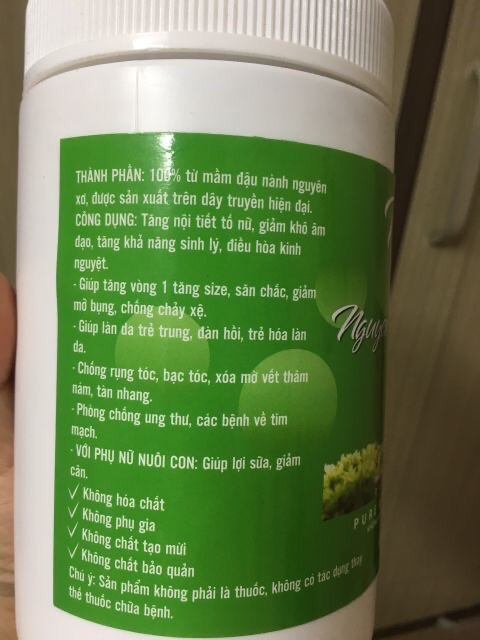 THÀNH PHẦN: 100% từ mầm đậu nành nguyên
xơ, được sản xuất trên dây truyền hiện đại.
CÔNG DỤNG: Tăng nội tiết tố nữ, giảm khô âm
đạo, tăng khả năng sinh lý, điều hòa kinh
nguyệt.
- Giúp tăng vòng 1 tăng size, săn chắc, giảm
mỡ bụng, chống chảy xệ.
- Giúp làn da trẻ trung, đàn hồi, trẻ hóa làn
da.
- Chống rụng tóc, bạc tóc, xóa mờ vết thâm
nám, tàn nhang.
- Phòng chống ung thư, các bệnh về tim
mạch.
- VỚI PHỤ NỮ NUÔI CON: Giúp lợi sữa, giảm
cân.
✓ Không hóa chất
✓ Không phụ gia
✓ Không chất tạo mùi
✓ Không chất bảo quản
Chú ý: Sản phẩm không phải là thuốc, không có tác dụng thay
thế thuốc chữa bệnh.
PURE